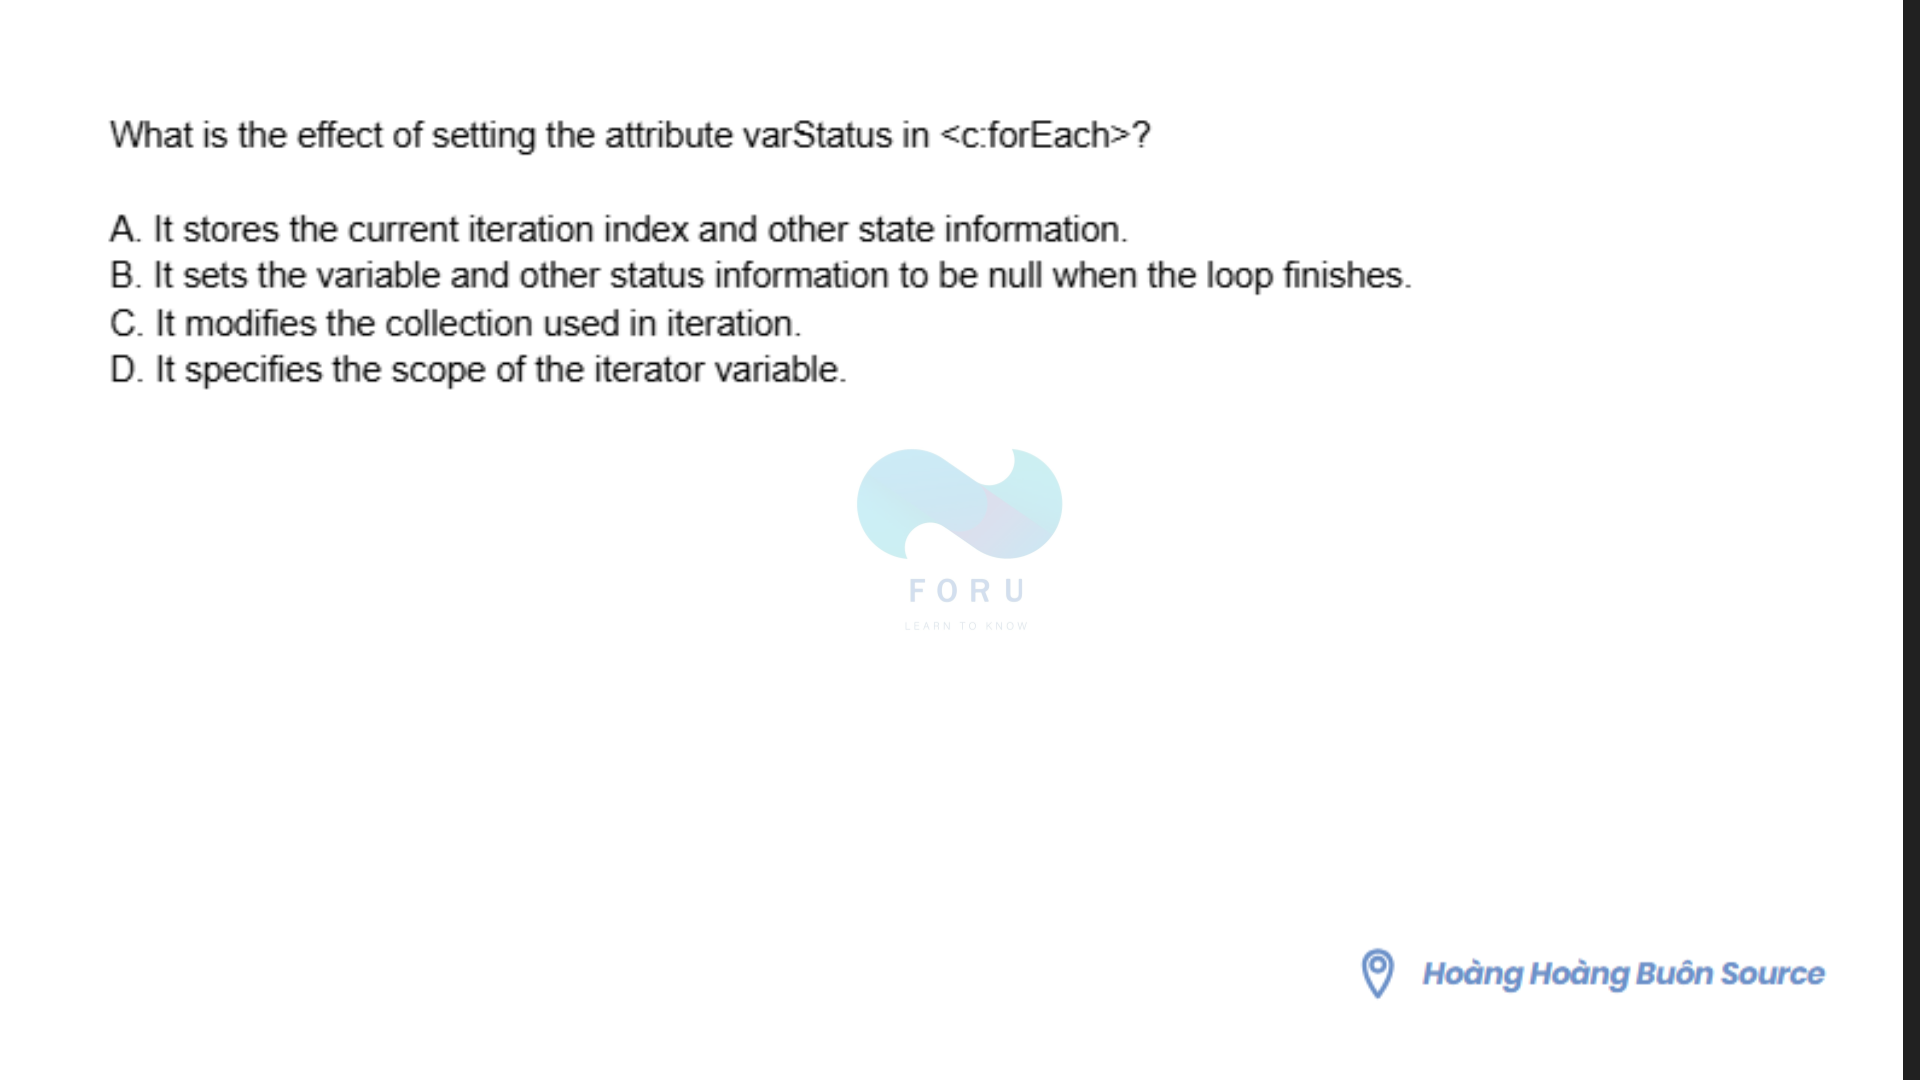 What is the effect of setting the attribute varStatus in <c:forEach>?
A. It stores the current iteration index and other state information.
B. It sets the variable and other status information to be null when the loop finishes.
C. It modifies the collection used in iteration.
D. It specifies the scope of the iterator variable.
FORU
LEARN TO KNOW
Hoàng Hoàng Buôn Source